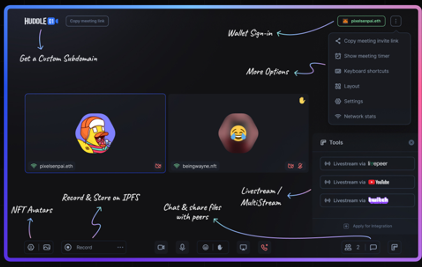 HUDDLE 01
Copy meeting link
pixelsenpai.eth
Wallet Sign-in
Get a Custom Subdomain
More Options
Copy meeting invite link
Show meeting timer
Keyboard shortcuts
Layout
Settings
Network stats
pixelsenpai.eth
beingwayne.nft
Tools
Livestream via livepeer
Livestream via YouTube
Livestream via twitch
Apply for Integration
Livestream /
MultiStream
Record & Store on IPFS
Chat & share files
with peers
NFT Avatars
Record
2